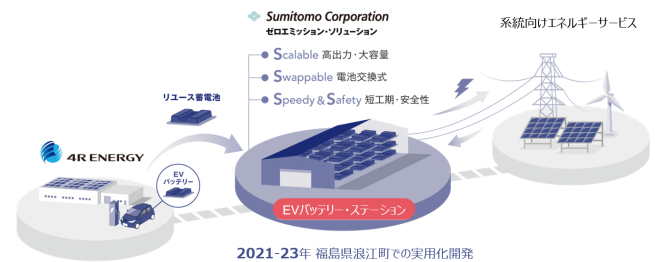 Sumitomo Corporation
ゼロエミッション・ソリューション
Scalable 高出力・大容量
Swappable 電池交換式
Speedy & Safety 短工期・安全性
系統向けエネルギーサービス
リユース蓄電池
4R ENERGY
EV
バッテリー
EVバッテリー・ステーション
2021-23年 福島県浪江町での実用化開発